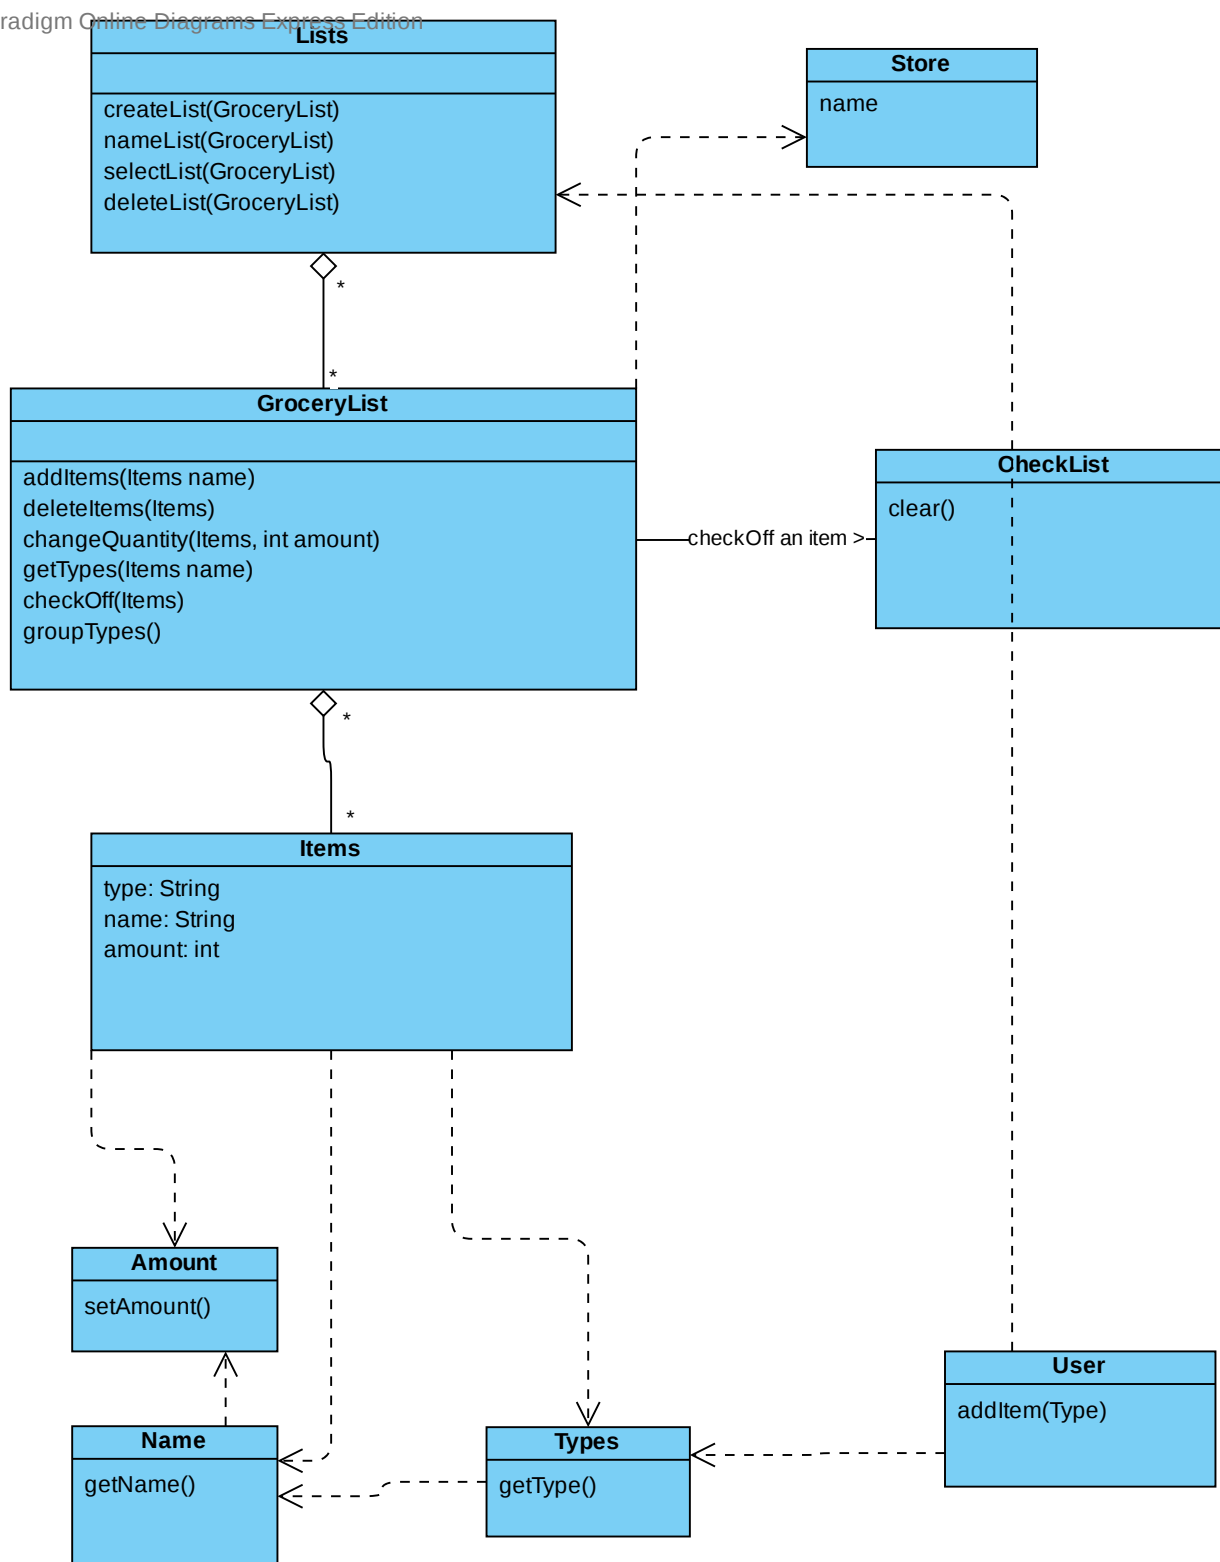 radigm Online Diagrams Express Edition
Lists
createList(GroceryList)
nameList(GroceryList)
selectList(GroceryList)
deleteList(GroceryList)
Store
name
*
*
GroceryList
addItems(Items name)
deleteItems(Items)
changeQuantity(Items, int amount)
getTypes(Items name)
checkOff(Items)
groupTypes()
checkOff an item >
CheckList
clear()
*
*
Items
type: String
name: String
amount: int
Amount
setAmount()
Name
getName()
Types
getType()
User
addItem(Type)